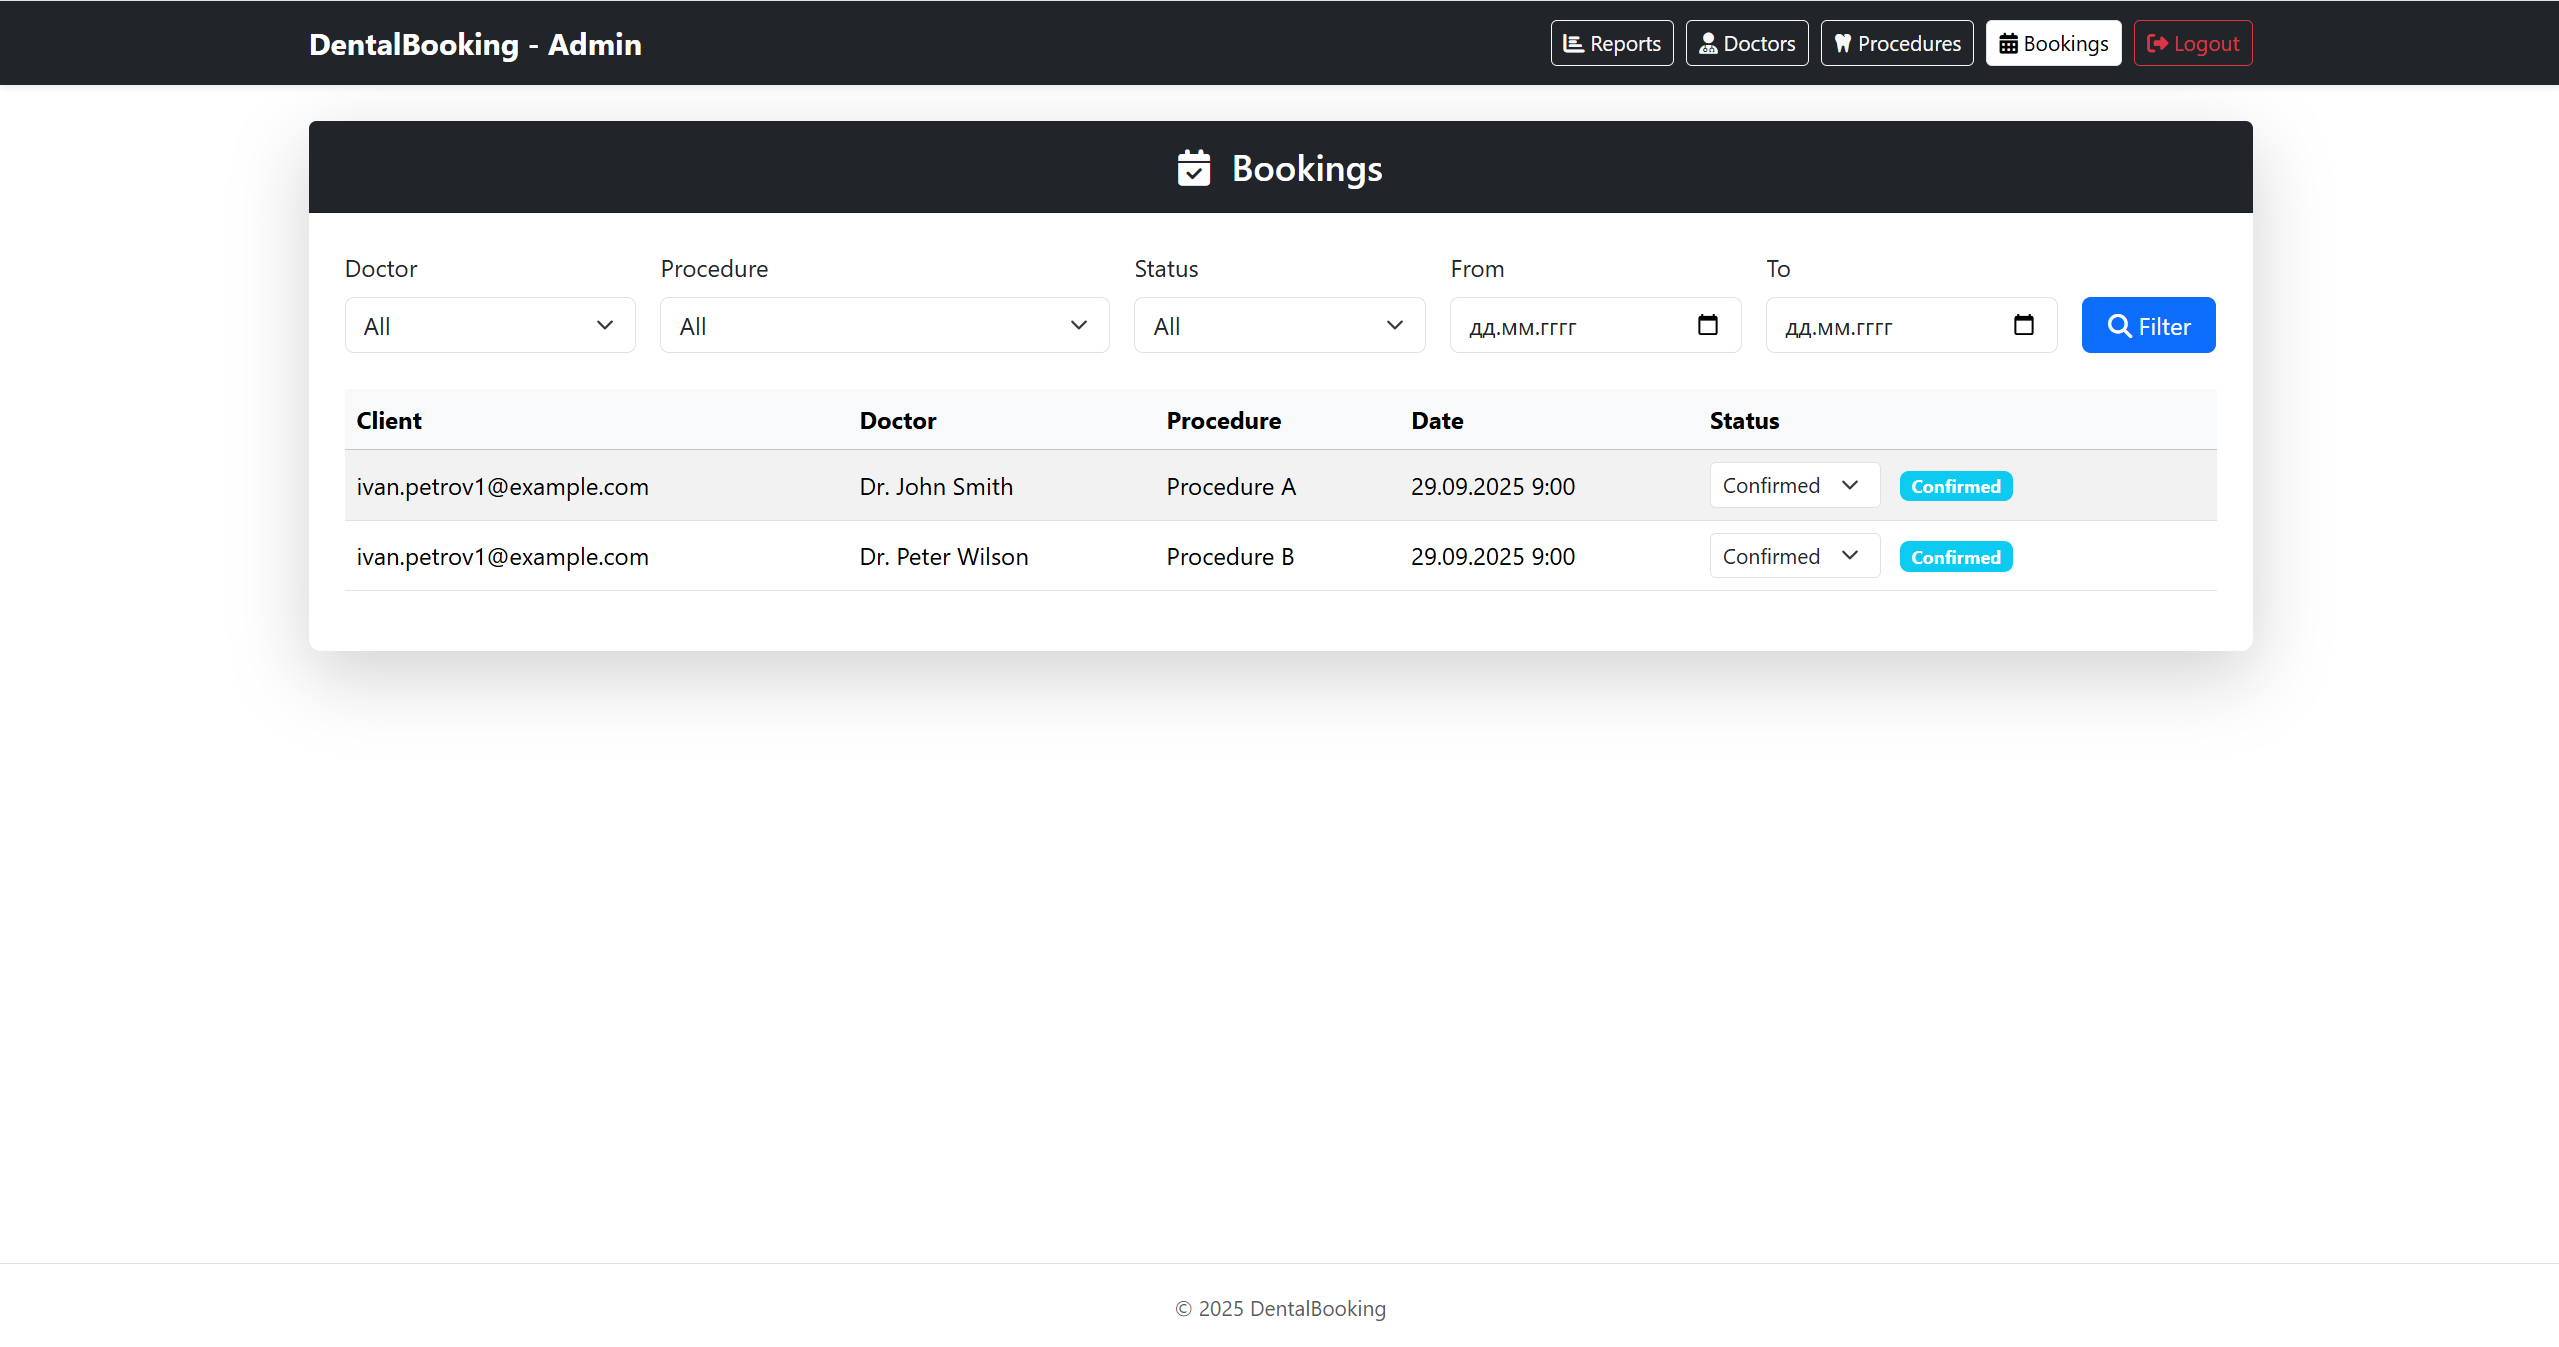 DentalBooking - Admin
Reports Doctors Procedures Bookings Logout
Bookings
Doctor Procedure Status From To
All All All дд.мм.гггг дд.мм.гггг Filter
Client Doctor Procedure Date Status
ivan.petrov1@example.com Dr. John Smith Procedure A 29.09.2025 9:00 Confirmed Confirmed
ivan.petrov1@example.com Dr. Peter Wilson Procedure B 29.09.2025 9:00 Confirmed Confirmed
© 2025 DentalBooking